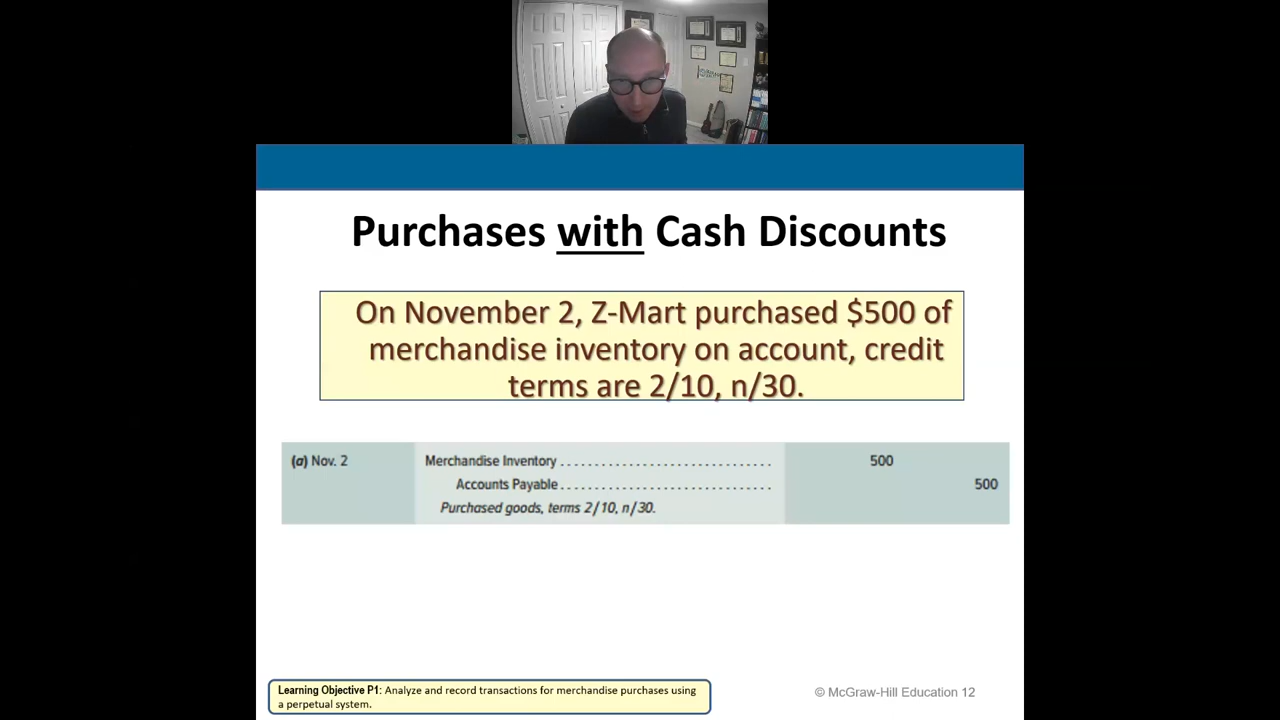 Purchases with Cash Discounts
On November 2, Z-Mart purchased $500 of
merchandise inventory on account, credit
terms are 2/10, n/30.
(a) Nov. 2 Merchandise Inventory ............................... 500
Accounts Payable ............................ 500
Purchased goods, terms 2/10, n/30.
Learning Objective P1: Analyze and record transactions for merchandise purchases using
a perpetual system.
© McGraw-Hill Education 12